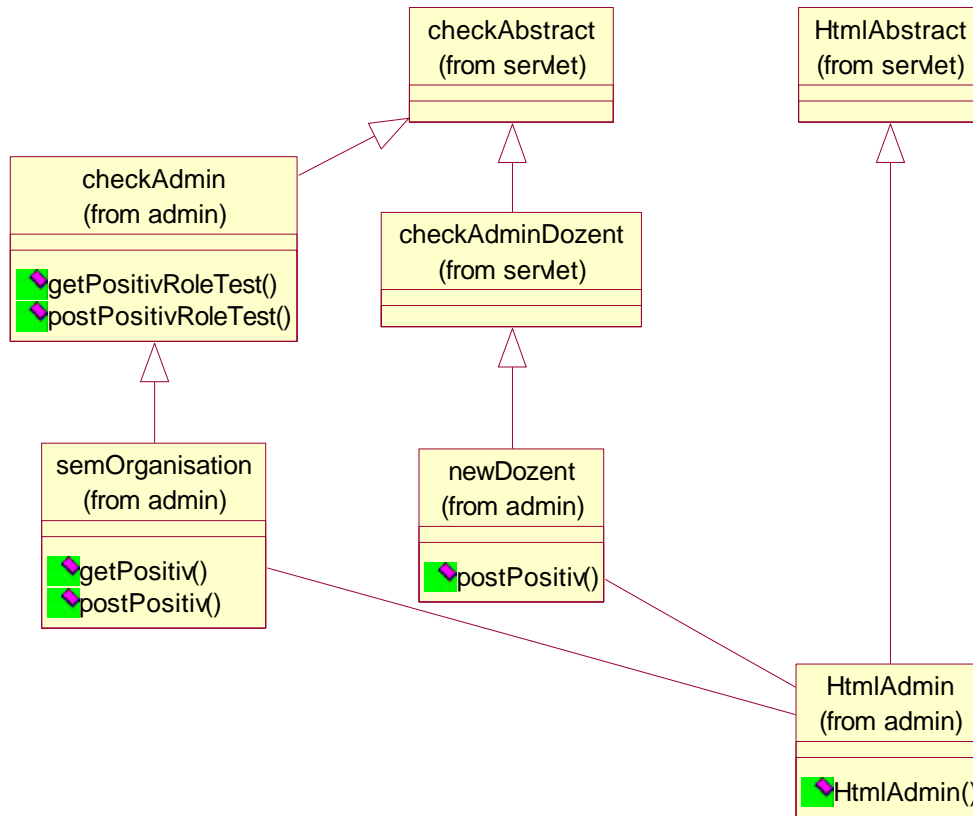 checkAbstract
(from servlet)
HtmlAbstract
(from servlet)
checkAdmin
(from admin)
getPositivRoleTest()
postPositivRoleTest()
checkAdminDozent
(from servlet)
semOrganisation
(from admin)
getPositiv()
postPositiv()
newDozent
(from admin)
postPositiv()
HtmlAdmin
(from admin)
HtmlAdmin()